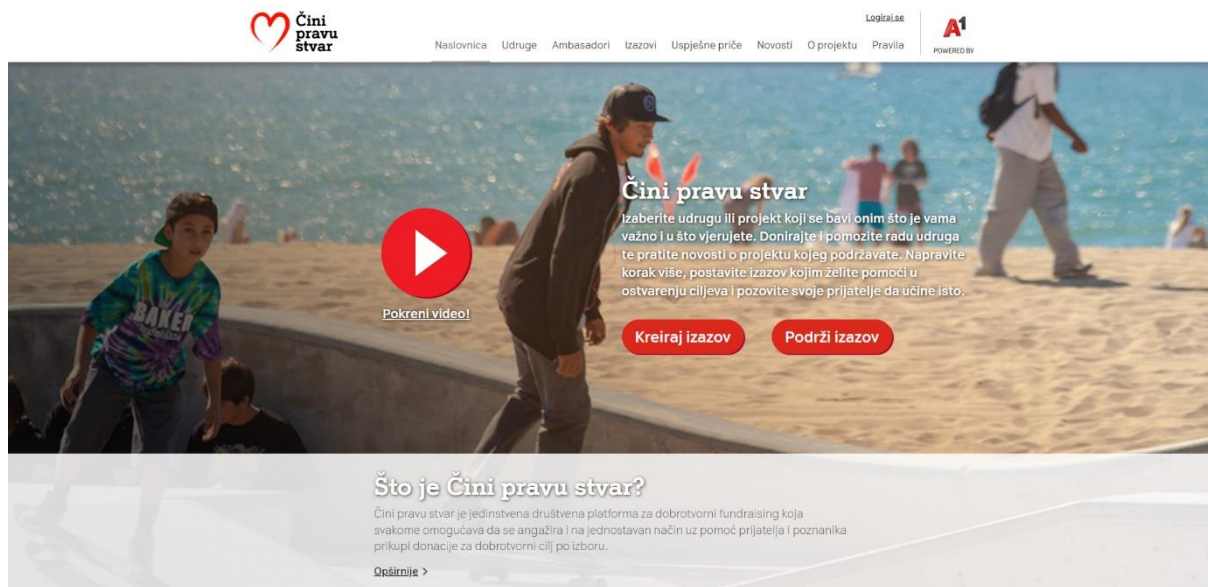 Čini
pravu
stvar
Logiraj se
Naslovnica Udruge Ambasadori Izazovi Uspješne priče Novosti O projektu Pravila
A1
POWERED BY
Čini pravu stvar
Izaberite udrugu ili projekt koji se bavi onim što je vama
važno i u što vjerujete. Donirajte i pomozite radu udruga
te pratite novosti o projektu kojeg podržavate. Napravite
korak više, postavite izazov kojim želite pomoći u
ostvarenju ciljeva i pozovite svoje prijatelje da učine isto.
Pokreni video!
Kreiraj izazov Podrži izazov
BAKER
Što je Čini pravu stvar?
Čini pravu stvar je jedinstvena društvena platforma za dobrotvorni fundraising koja
svakome omogućava da se angažira i na jednostavan način uz pomoć prijatelja i poznanika
prikupi donacije za dobrotvorni cilj po izboru.
Opširnije >